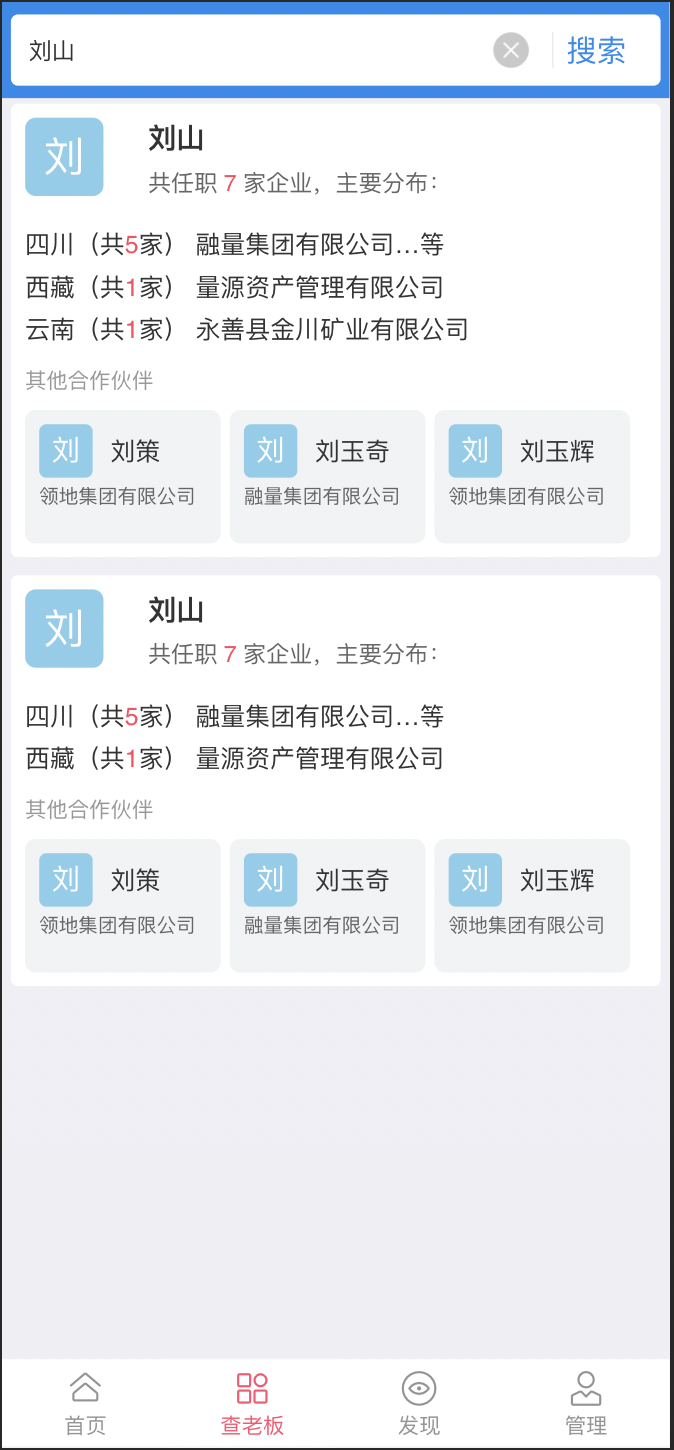 刘山
搜索
刘
刘山
共任职 7 家企业，主要分布：
四川（共5家） 融量集团有限公司...等
西藏（共1家） 量源资产管理有限公司
云南（共1家） 永善县金川矿业有限公司
其他合作伙伴
刘 刘策
领地集团有限公司
刘 刘玉奇
融量集团有限公司
刘 刘玉辉
领地集团有限公司
刘
刘山
共任职 7 家企业，主要分布：
四川（共5家） 融量集团有限公司...等
西藏（共1家） 量源资产管理有限公司
其他合作伙伴
刘 刘策
领地集团有限公司
刘 刘玉奇
融量集团有限公司
刘 刘玉辉
领地集团有限公司
首页
查老板
发现
管理